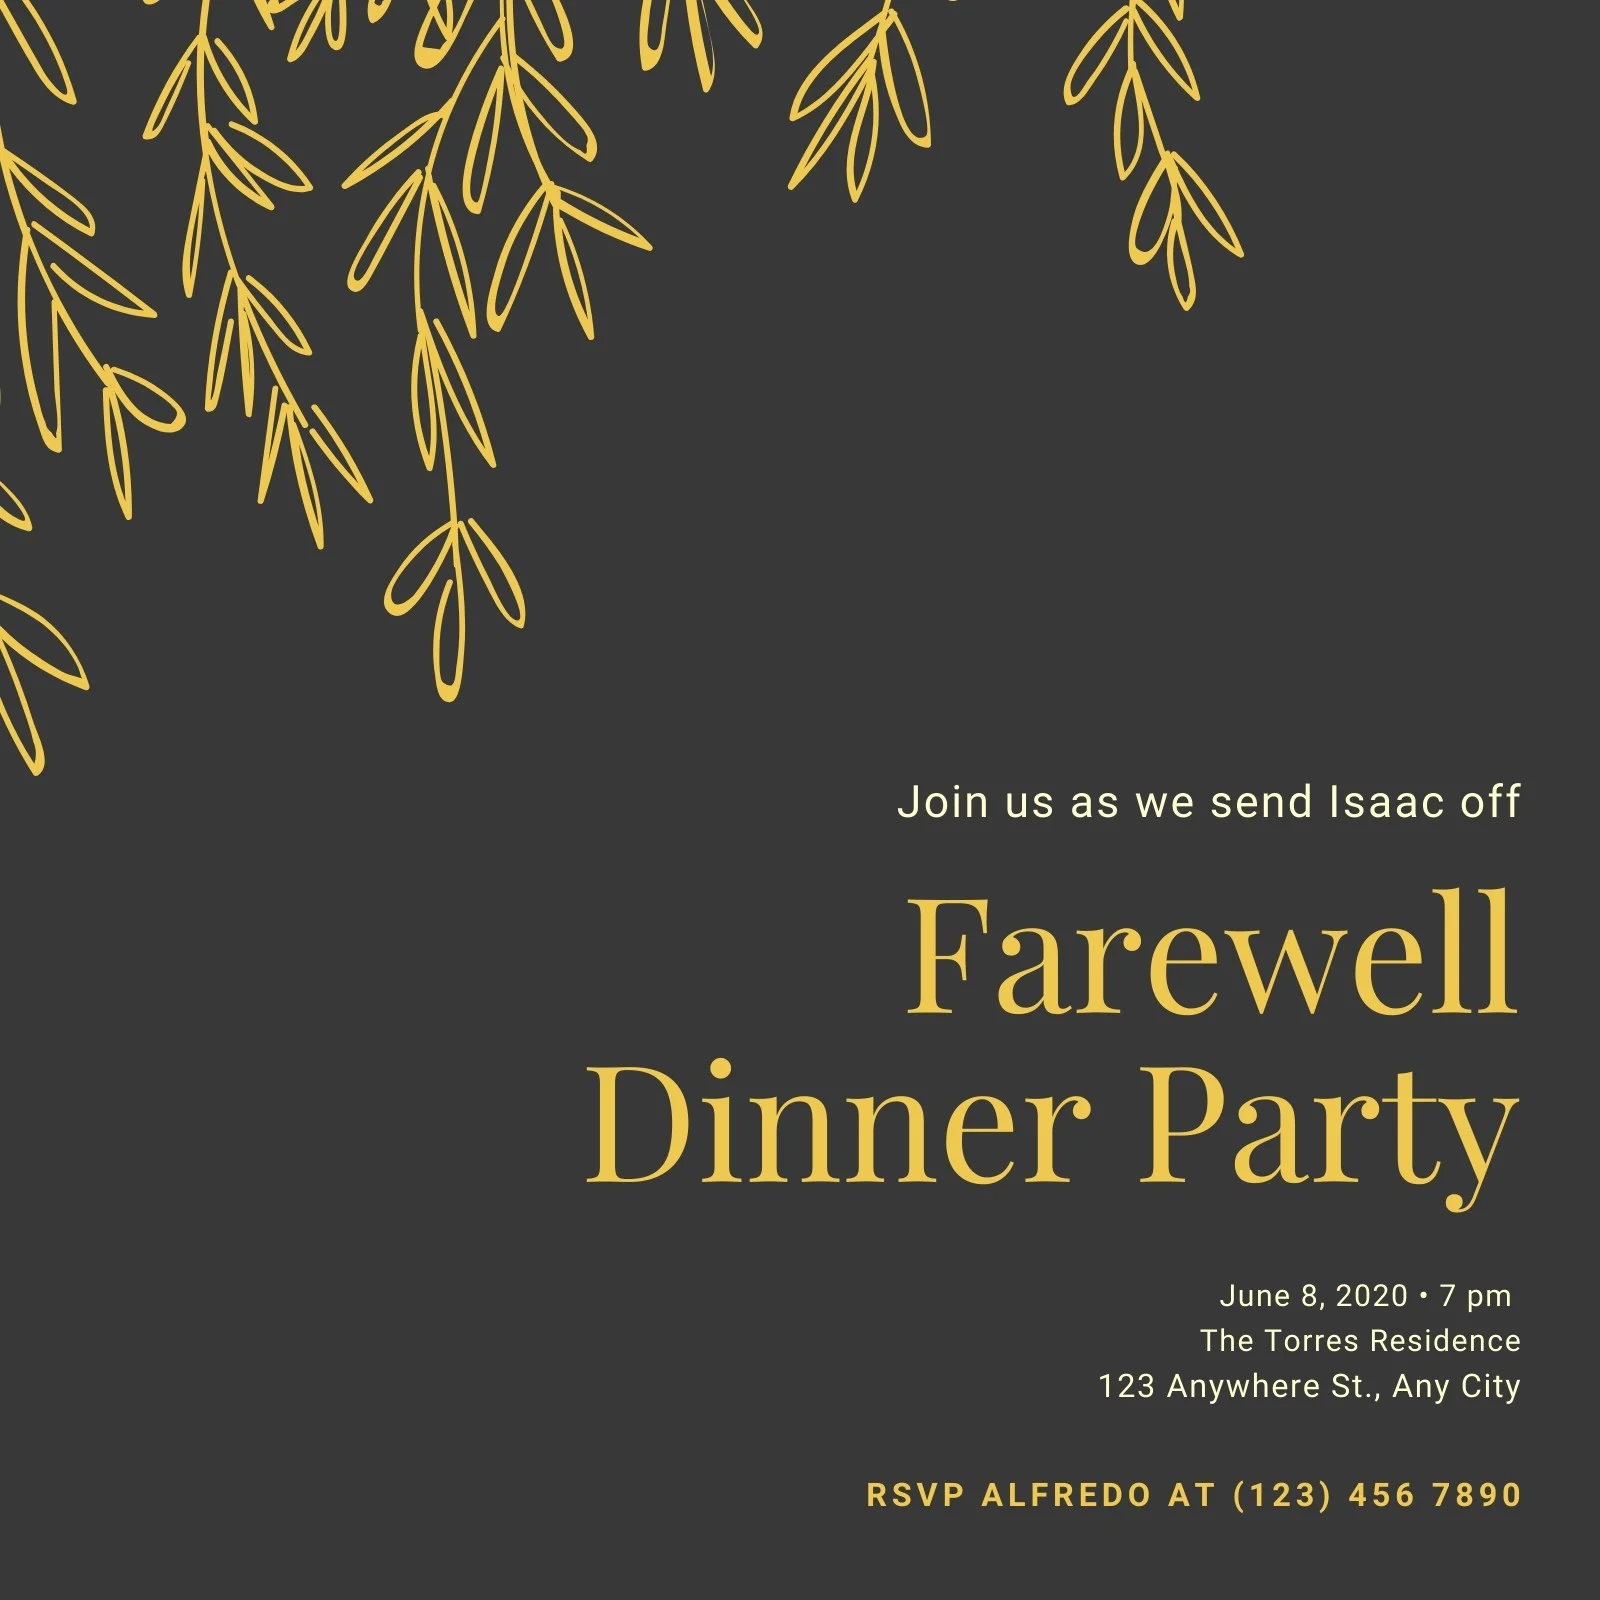 Join us as we send Isaac off
Farewell
Dinner Party
June 8, 2020 • 7 pm
The Torres Residence
123 Anywhere St., Any City
RSVP ALFREDO AT (123) 456 7890